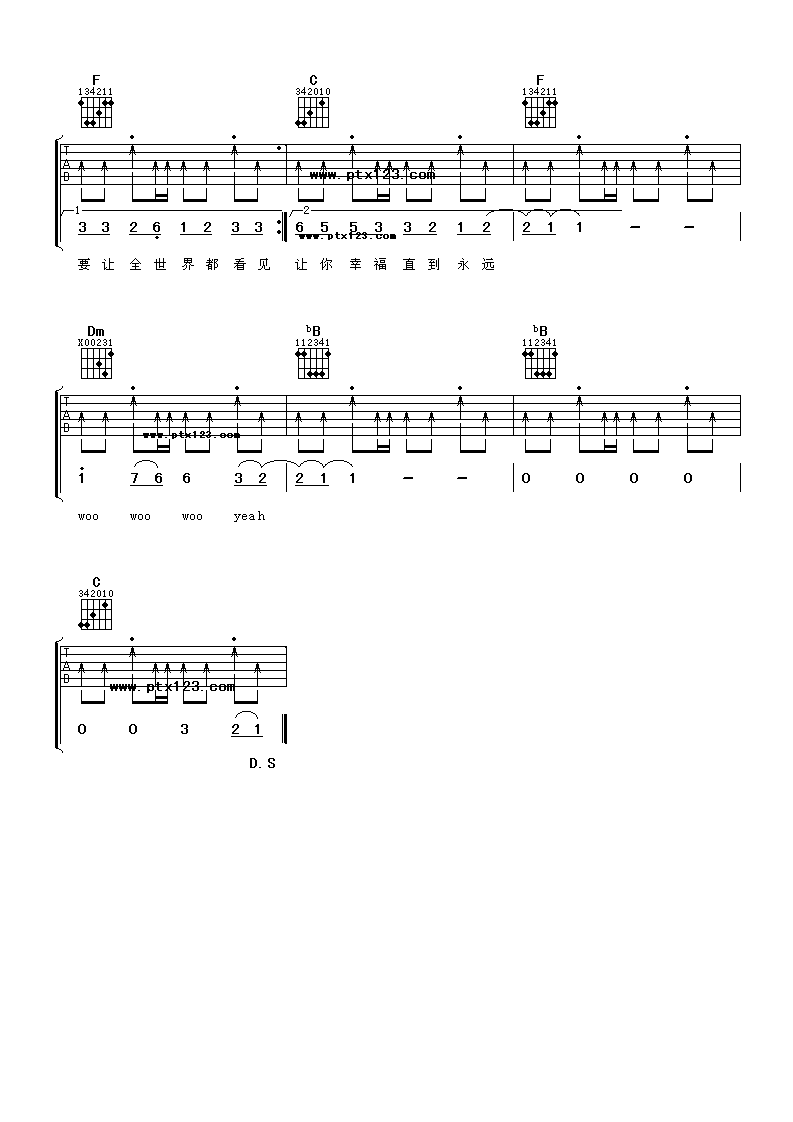 F C F
134211 342010 134211
T
A
B
www.ptx123.com
1 2
3 3 2 6 1 2 3 3 6 5 5 3 3 2 1 2 2 1 1 - -
www.ptx123.com
要 让 全 世 界 都 看 见 让 你 幸 福 直 到 永 远
Dm bB bB
X00231 112341 112341
T
A
B
www.ptx123.com
1 7 6 6 3 2 2 1 1 - - 0 0 0 0
woo woo woo yeah
C
342010
T
A
B
www.ptx123.com
0 0 3 2 1
D.S